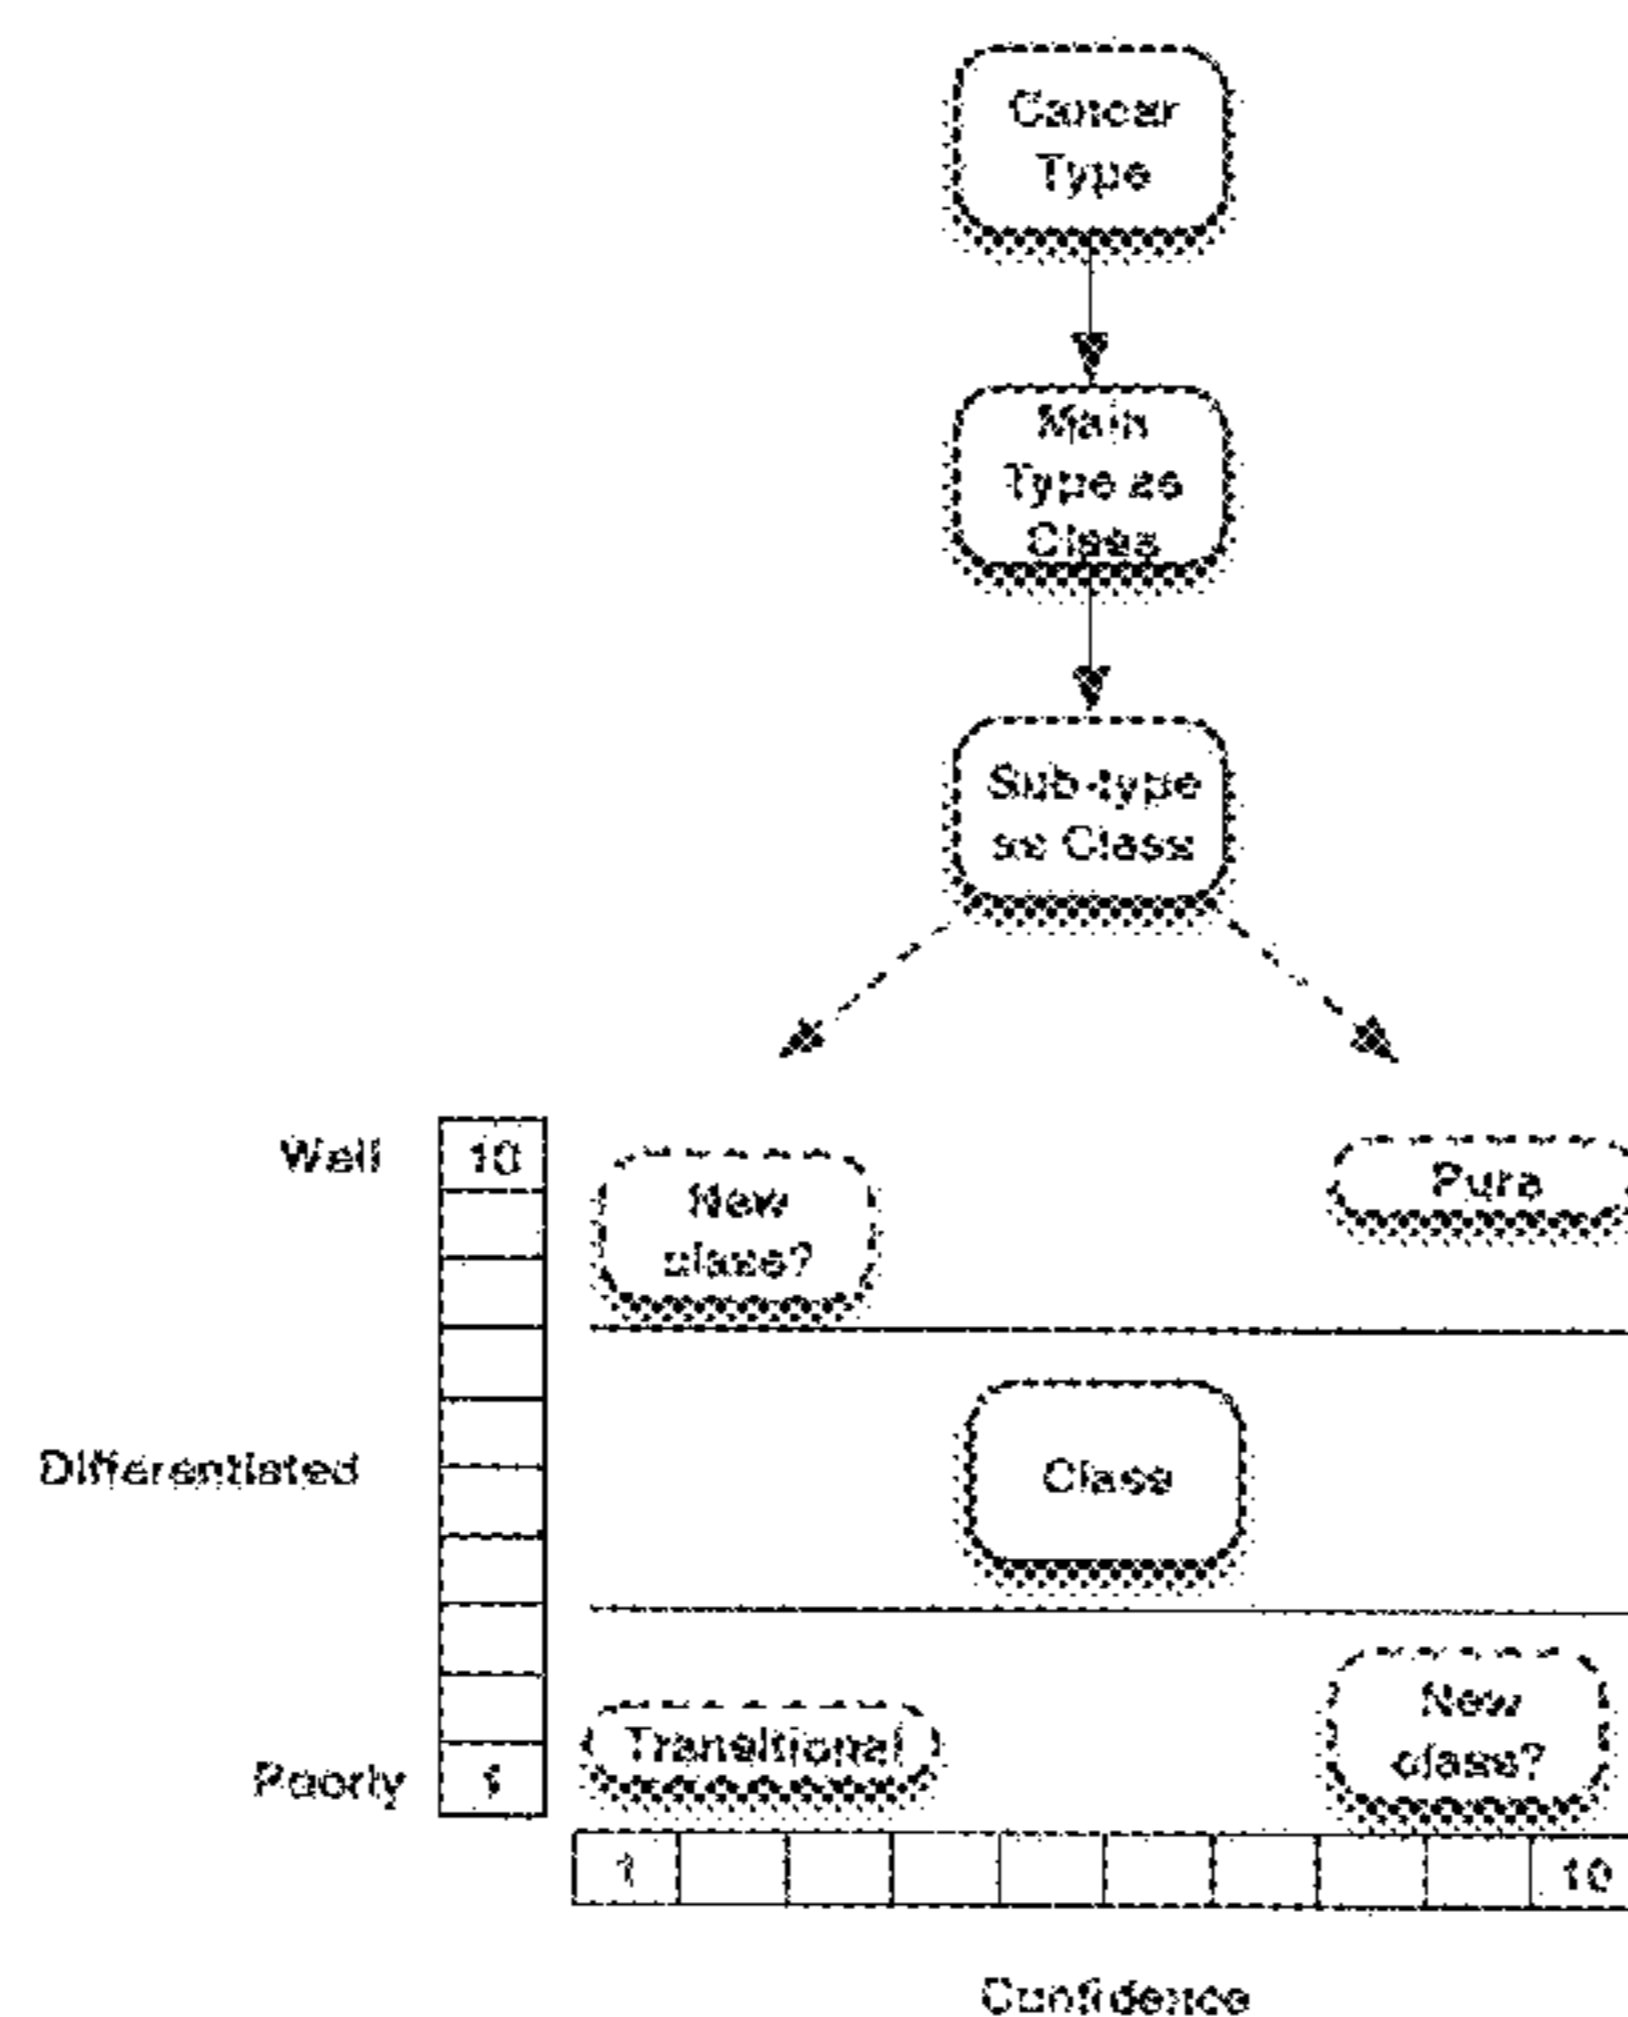 Cancer
Type
Main
Type as
Class
Sub-type
as Class
Well
10
New
class?
Pure
Differentiated
Class
New
class?
Transitional
Poorly
1
1
10
Confidence